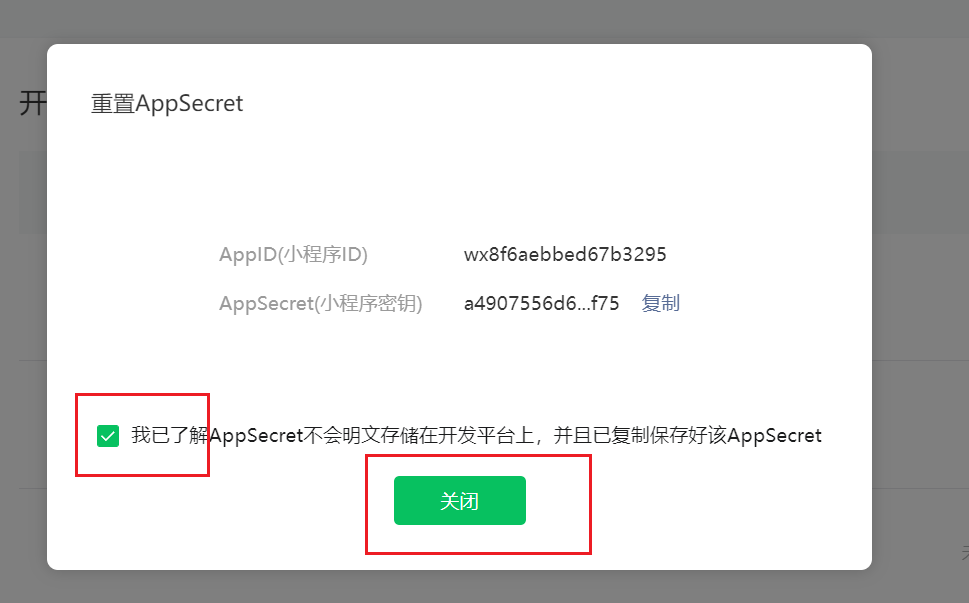 开
重置AppSecret
AppID(小程序ID) wx8f6aebbed67b3295
AppSecret(小程序密钥) a4907556d6...f75 复制
我已了解AppSecret不会明文存储在开发平台上，并且已复制保存好该AppSecret
关闭